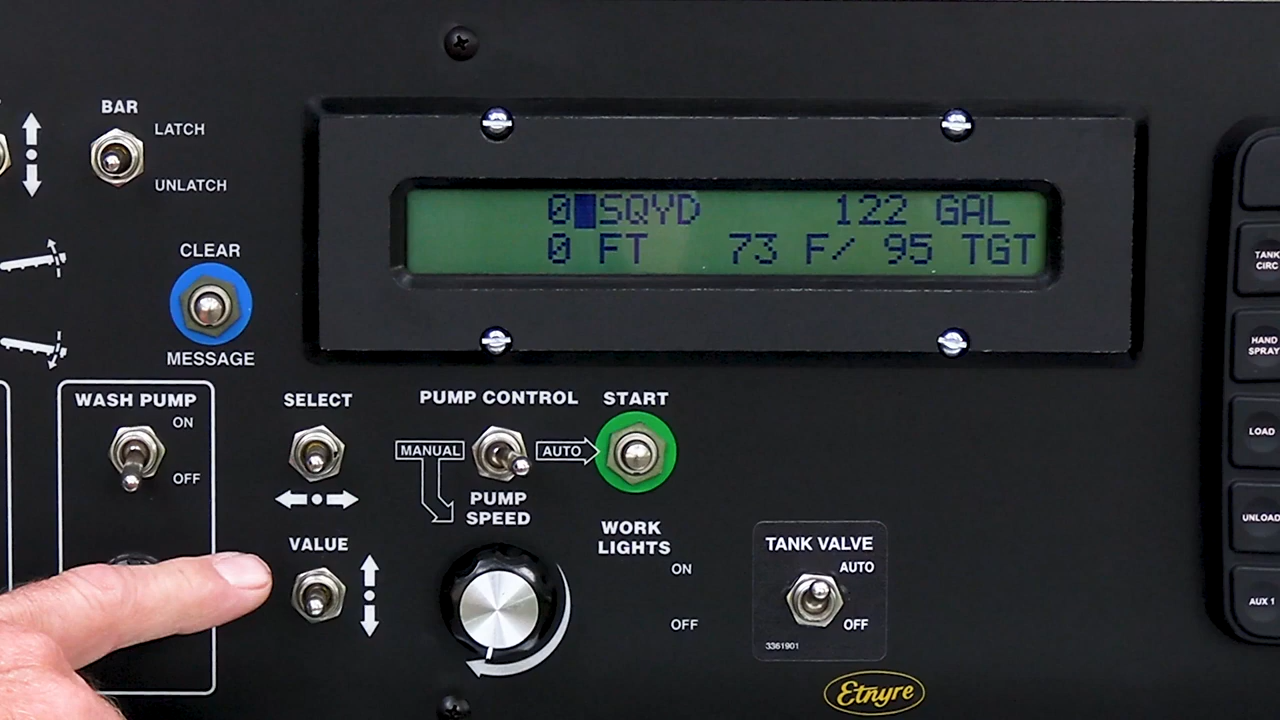 BAR
LATCH
UNLATCH
0 SQYD 122 GAL
0 FT 73 F/ 95 TGT
CLEAR
MESSAGE
TANK
CIRC
HAND
SPRAY
LOAD
UNLOAD
AUX 1
WASH PUMP
ON
OFF
SELECT
PUMP CONTROL
MANUAL
AUTO
START
PUMP
SPEED
VALUE
WORK
LIGHTS
ON
OFF
TANK VALVE
AUTO
OFF
3361901
Etnyre